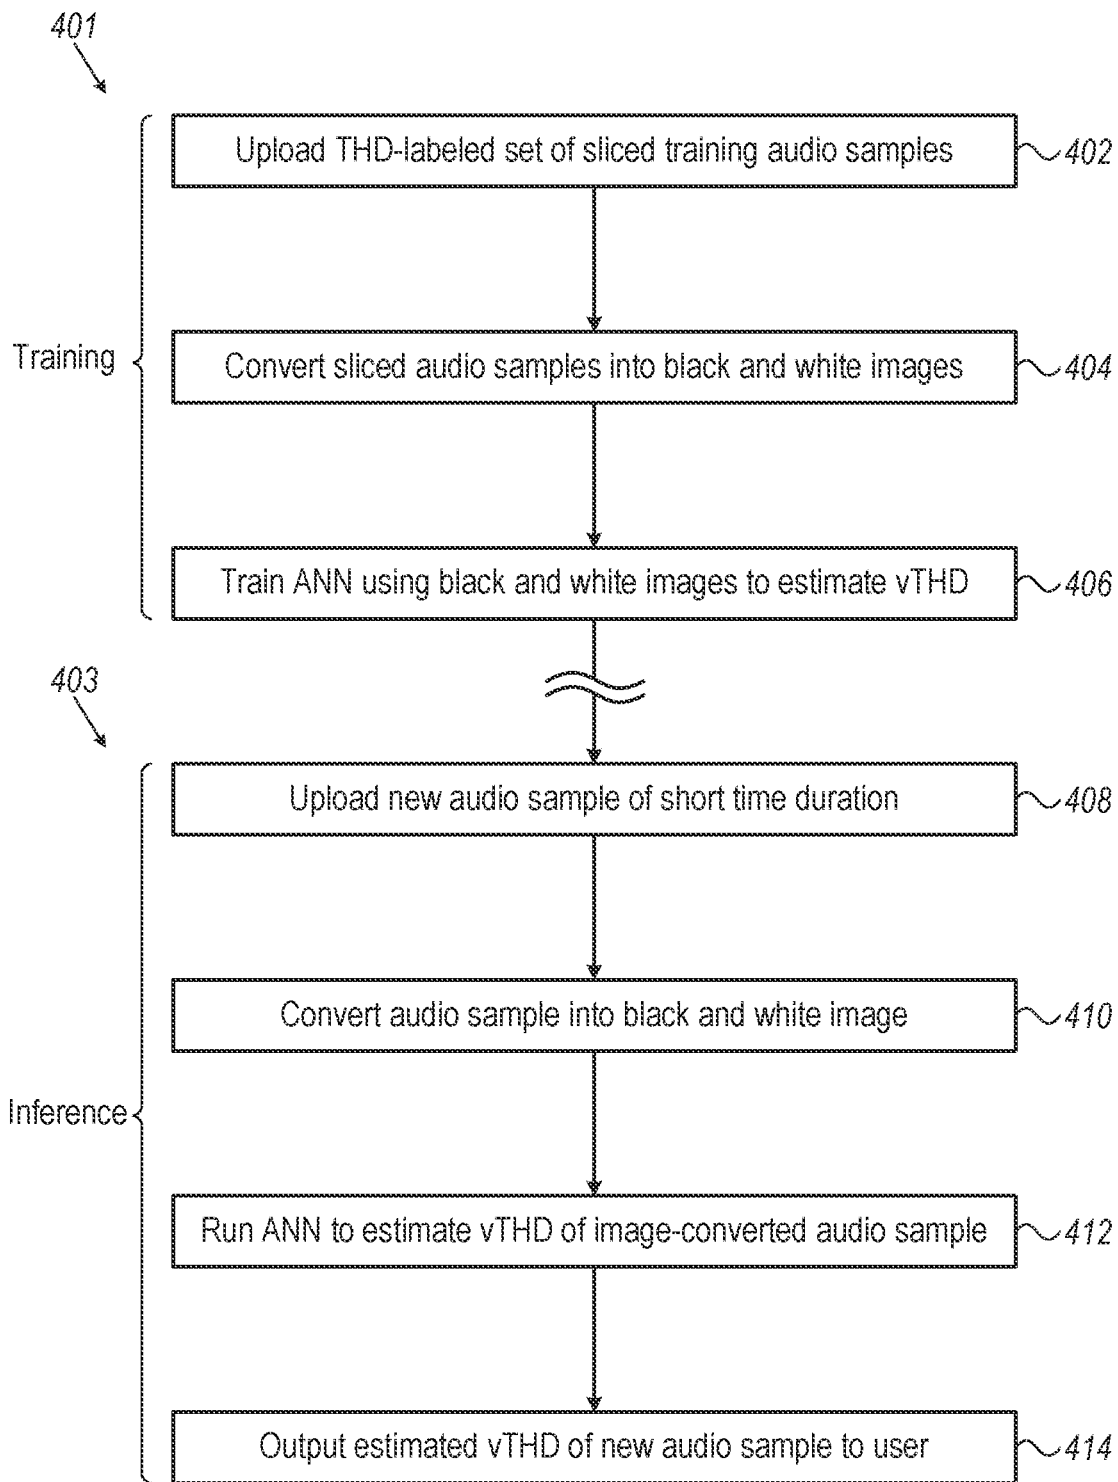 401
Upload THD-labeled set of sliced training audio samples
402
Training
Convert sliced audio samples into black and white images
404
Train ANN using black and white images to estimate vTHD
406
403
Upload new audio sample of short time duration
408
Convert audio sample into black and white image
410
Inference
Run ANN to estimate vTHD of image-converted audio sample
412
Output estimated vTHD of new audio sample to user
414